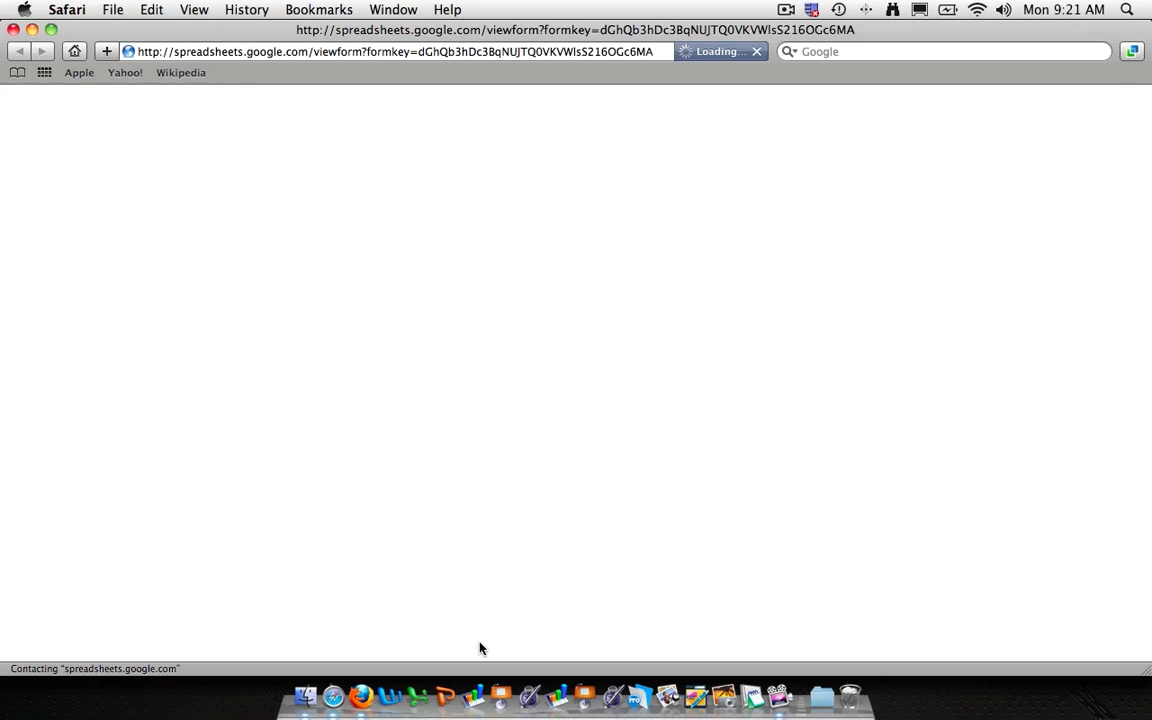 Safari File Edit View History Bookmarks Window Help Mon 9:21 AM
http://spreadsheets.google.com/viewform?formkey=dGhQb3hDc3BqNUJTQ0VKVWlsS216OGc6MA
http://spreadsheets.google.com/viewform?formkey=dGhQb3hDc3BqNUJTQ0VKVWlsS216OGc6MA Loading... Google
Apple Yahoo! Wikipedia
Contacting "spreadsheets.google.com"